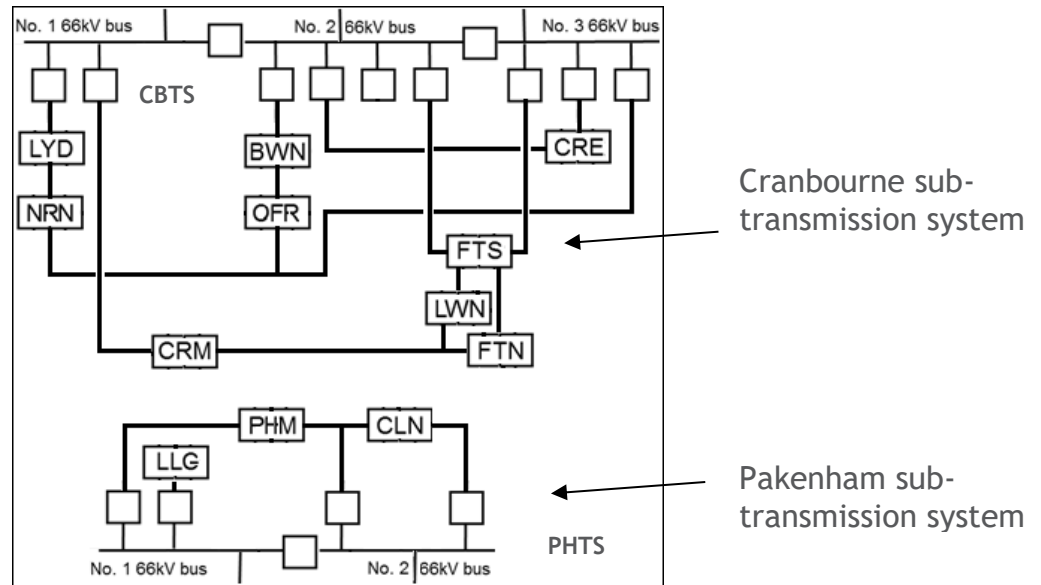 No. 1 66kV bus
No. 2 66kV bus
No. 3 66kV bus
CBTS
LYD
BWN
CRE
NRN
OFR
FTS
LWN
CRM
FTN
Cranbourne sub-
transmission system
PHM
CLN
LLG
Pakenham sub-
transmission system
PHTS
No. 1 66kV bus
No. 2 66kV bus